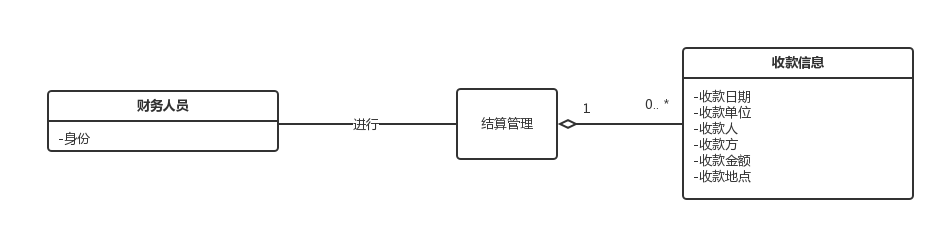 财务人员
-身份
进行
结算管理
1
0.. *
收款信息
-收款日期
-收款单位
-收款人
-收款方
-收款金额
-收款地点